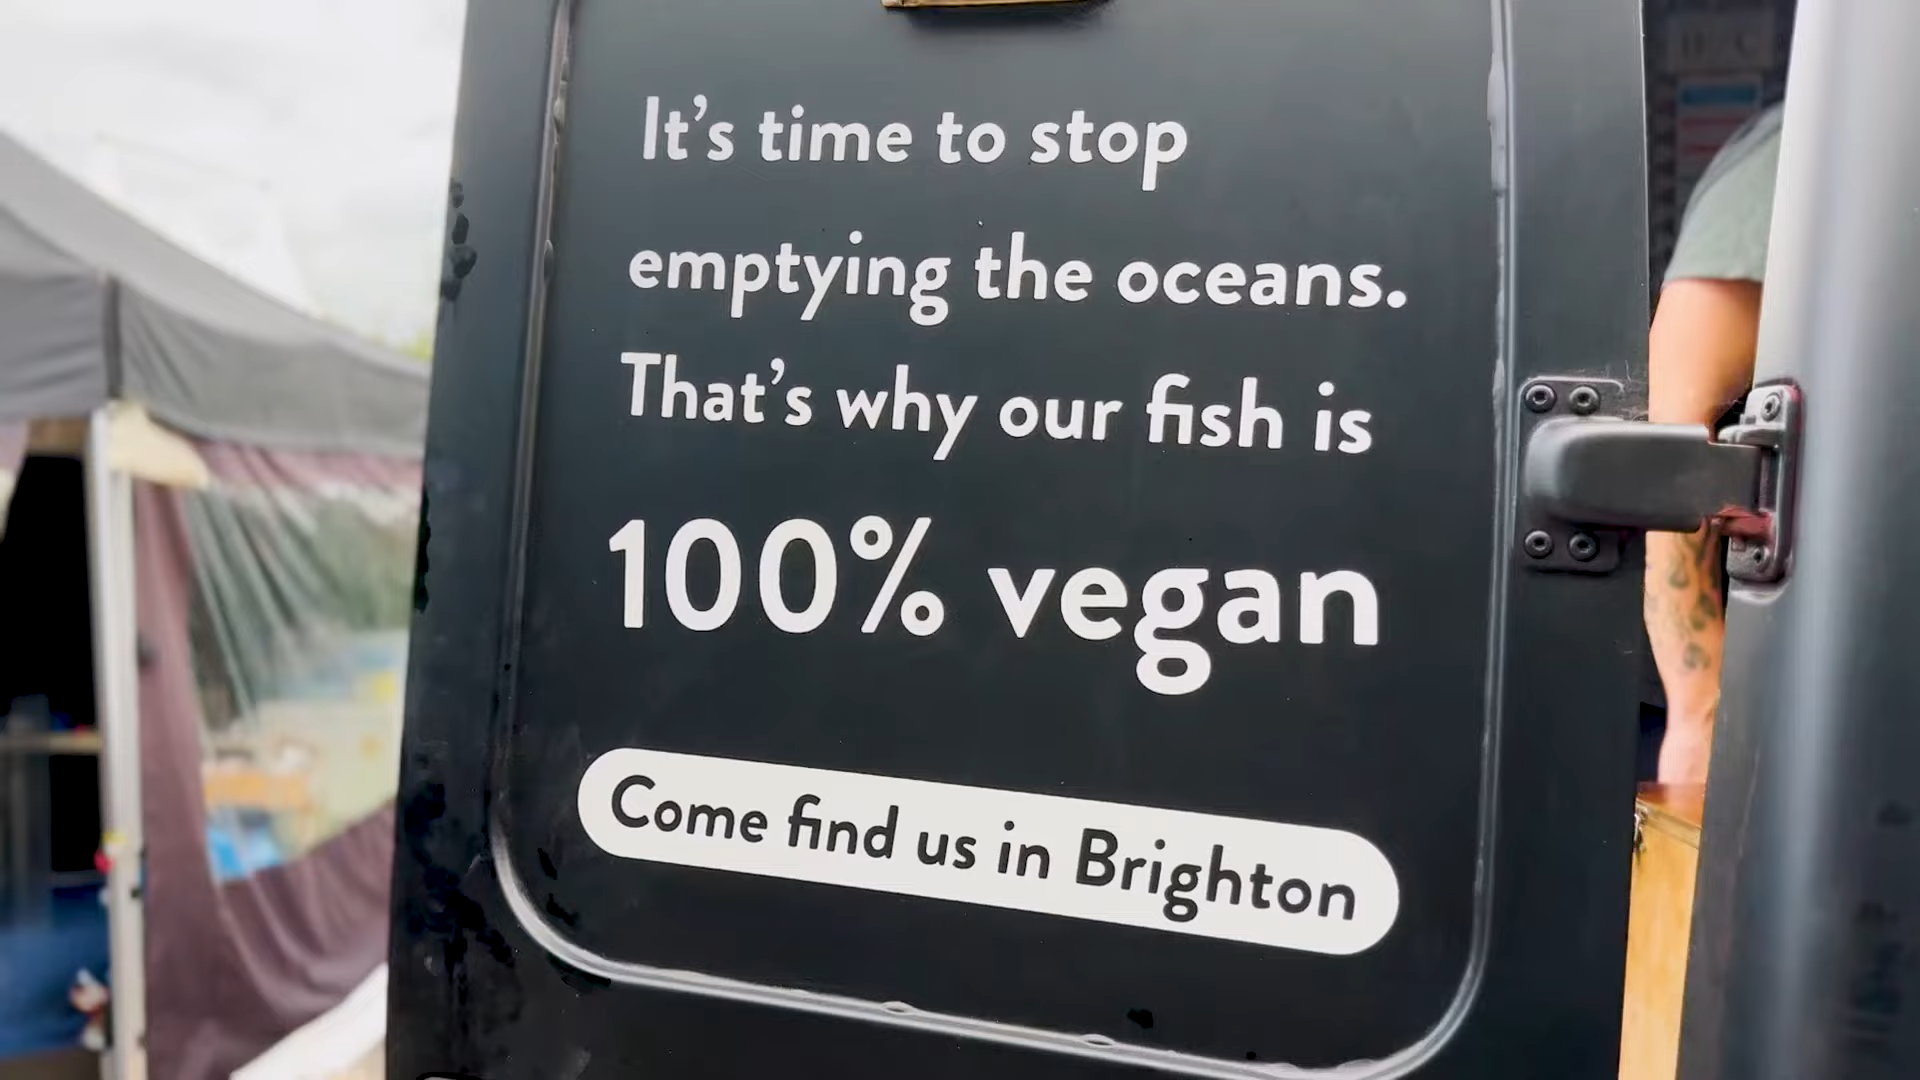 It's time to stop
emptying the oceans.
That's why our fish is
100% vegan
Come find us in Brighton